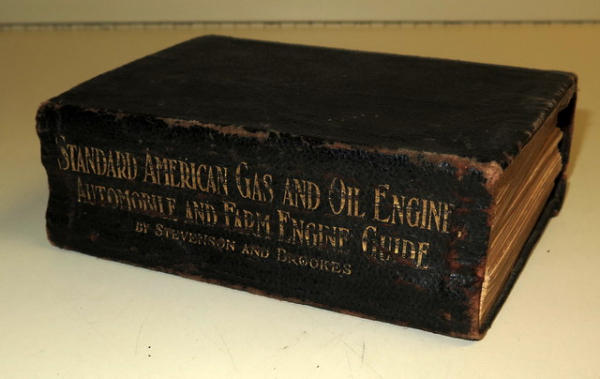 STANDARD AMERICAN GAS AND OIL ENGINE,
AUTOMOBILE AND FARM ENGINE GUIDE
BY STEVENSON AND BROOKES